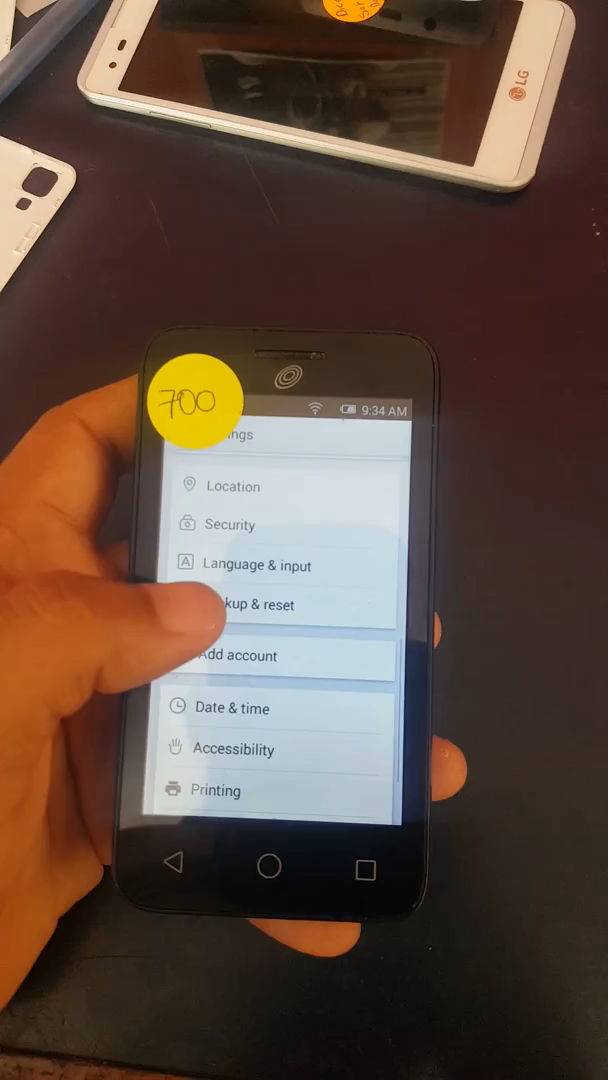 LG
700
9:34 AM
ngs
Location
Security
Language & input
kup & reset
Add account
Date & time
Accessibility
Printing